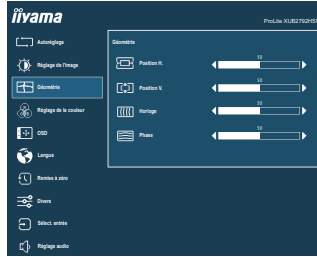 iiyama
ProLite XUB2792HS
Autoréglage
Réglage de l'image
Géométrie
Réglage de la couleur
OSD
Langue
Remise à zéro
Divers
Sélect. entrée
Réglage audio
Géométrie
Position H.
50
Position V.
50
Horloge
50
Phase
50